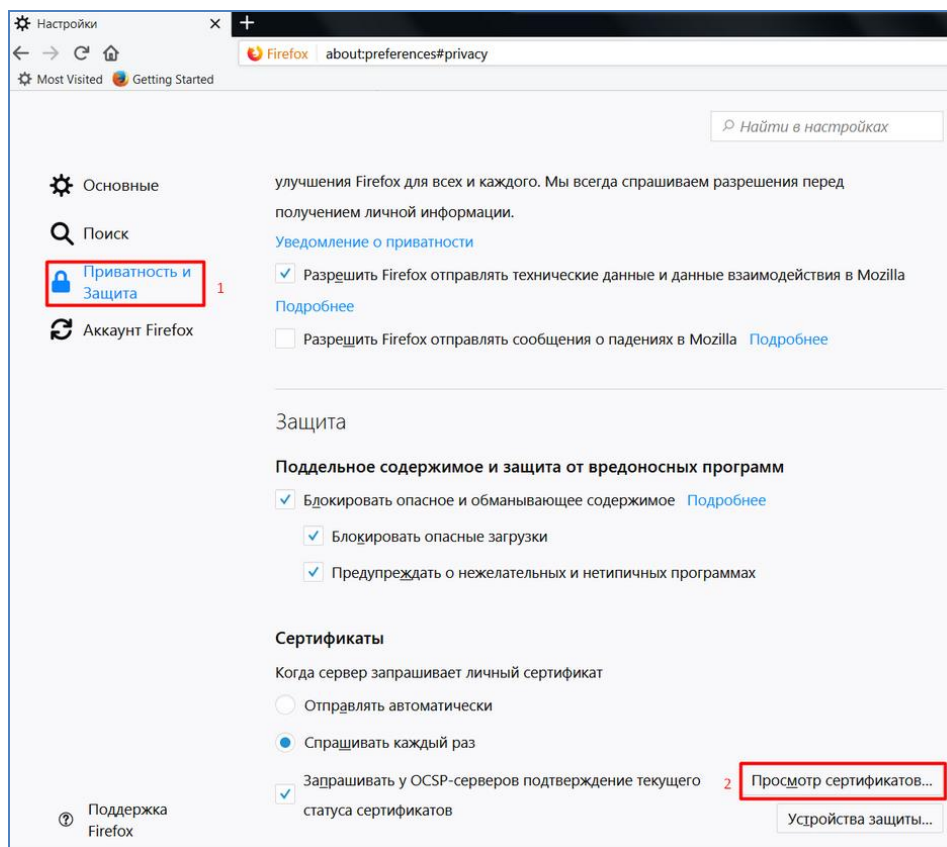 Настройки
Firefox about:preferences#privacy
Most Visited Getting Started
Найти в настройках
Основные
Поиск
Приватность и
Защита
1
Аккаунт Firefox
улучшения Firefox для всех и каждого. Мы всегда спрашиваем разрешения перед
получением личной информации.
Уведомление о приватности
Разрешить Firefox отправлять технические данные и данные взаимодействия в Mozilla
Подробнее
Разрешить Firefox отправлять сообщения о падениях в Mozilla Подробнее
Защита
Поддельное содержимое и защита от вредоносных программ
Блокировать опасное и обманывающее содержимое Подробнее
Блокировать опасные загрузки
Предупреждать о нежелательных и нетипичных программах
Сертификаты
Когда сервер запрашивает личный сертификат
Отправлять автоматически
Спрашивать каждый раз
Запрашивать у OCSP-серверов подтверждение текущего
статуса сертификатов
2 Просмотр сертификатов...
Устройства защиты...
Поддержка
Firefox